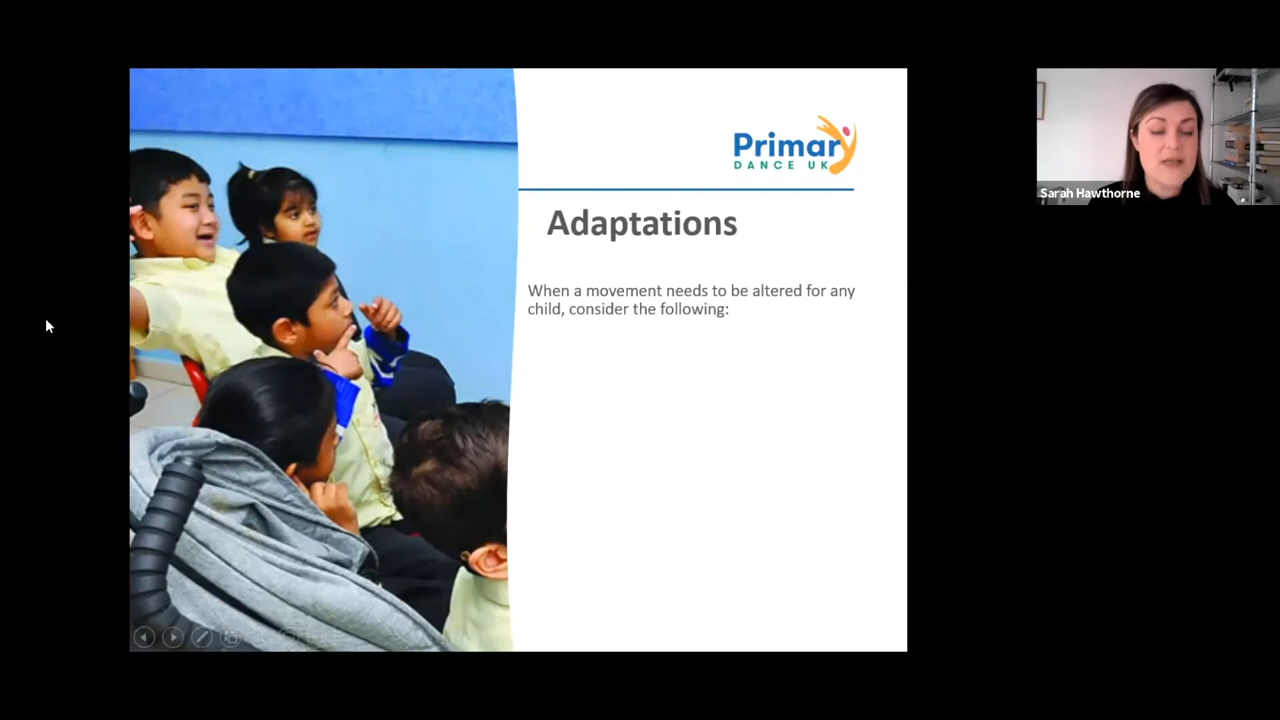 Primary
DANCE UK
Sarah Hawthorne
Adaptations
When a movement needs to be altered for any
child, consider the following: